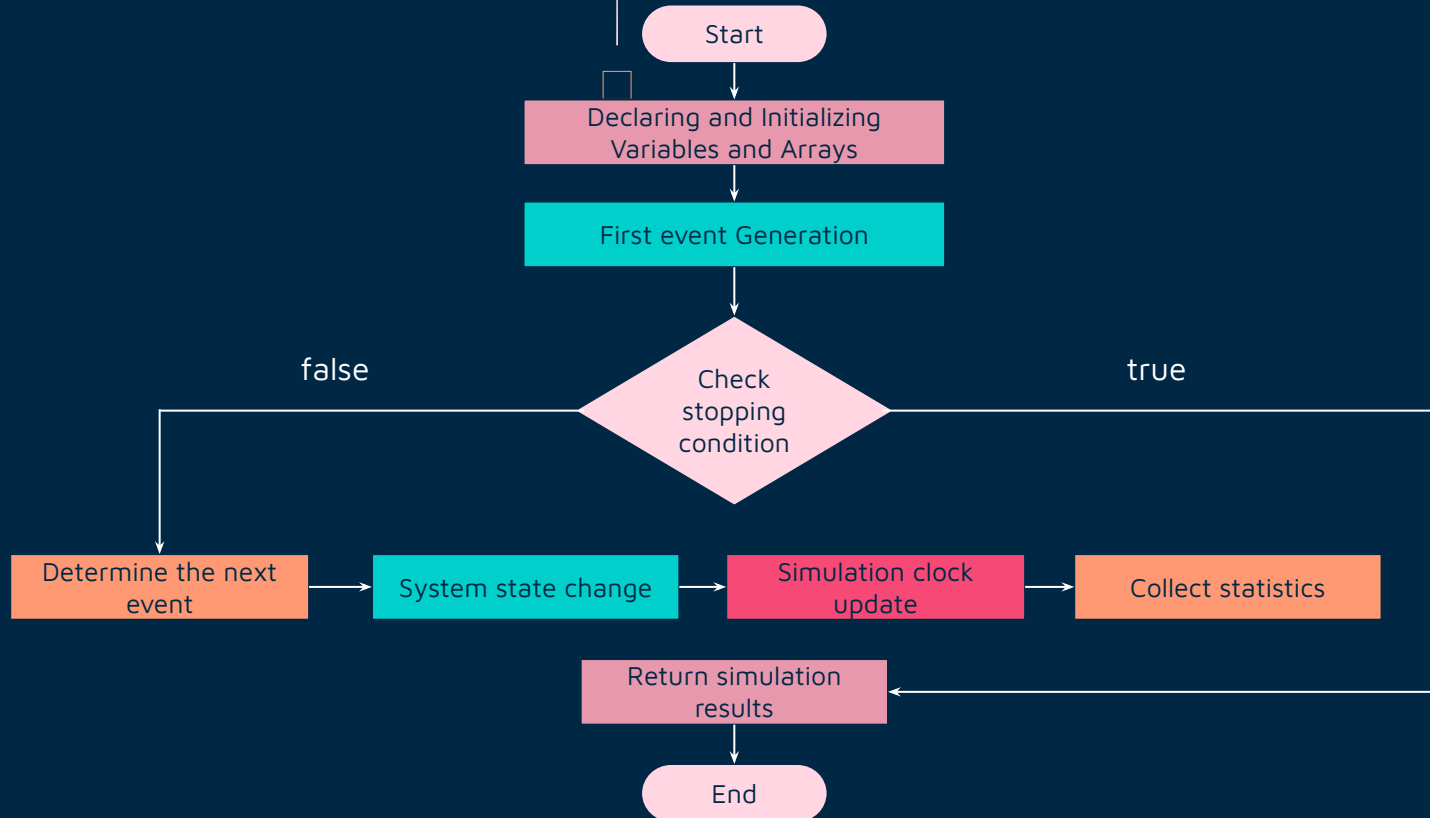 Start
Declaring and Initializing
Variables and Arrays
First event Generation
false
true
Check
stopping
condition
Determine the next
event
System state change
Simulation clock
update
Collect statistics
Return simulation
results
End